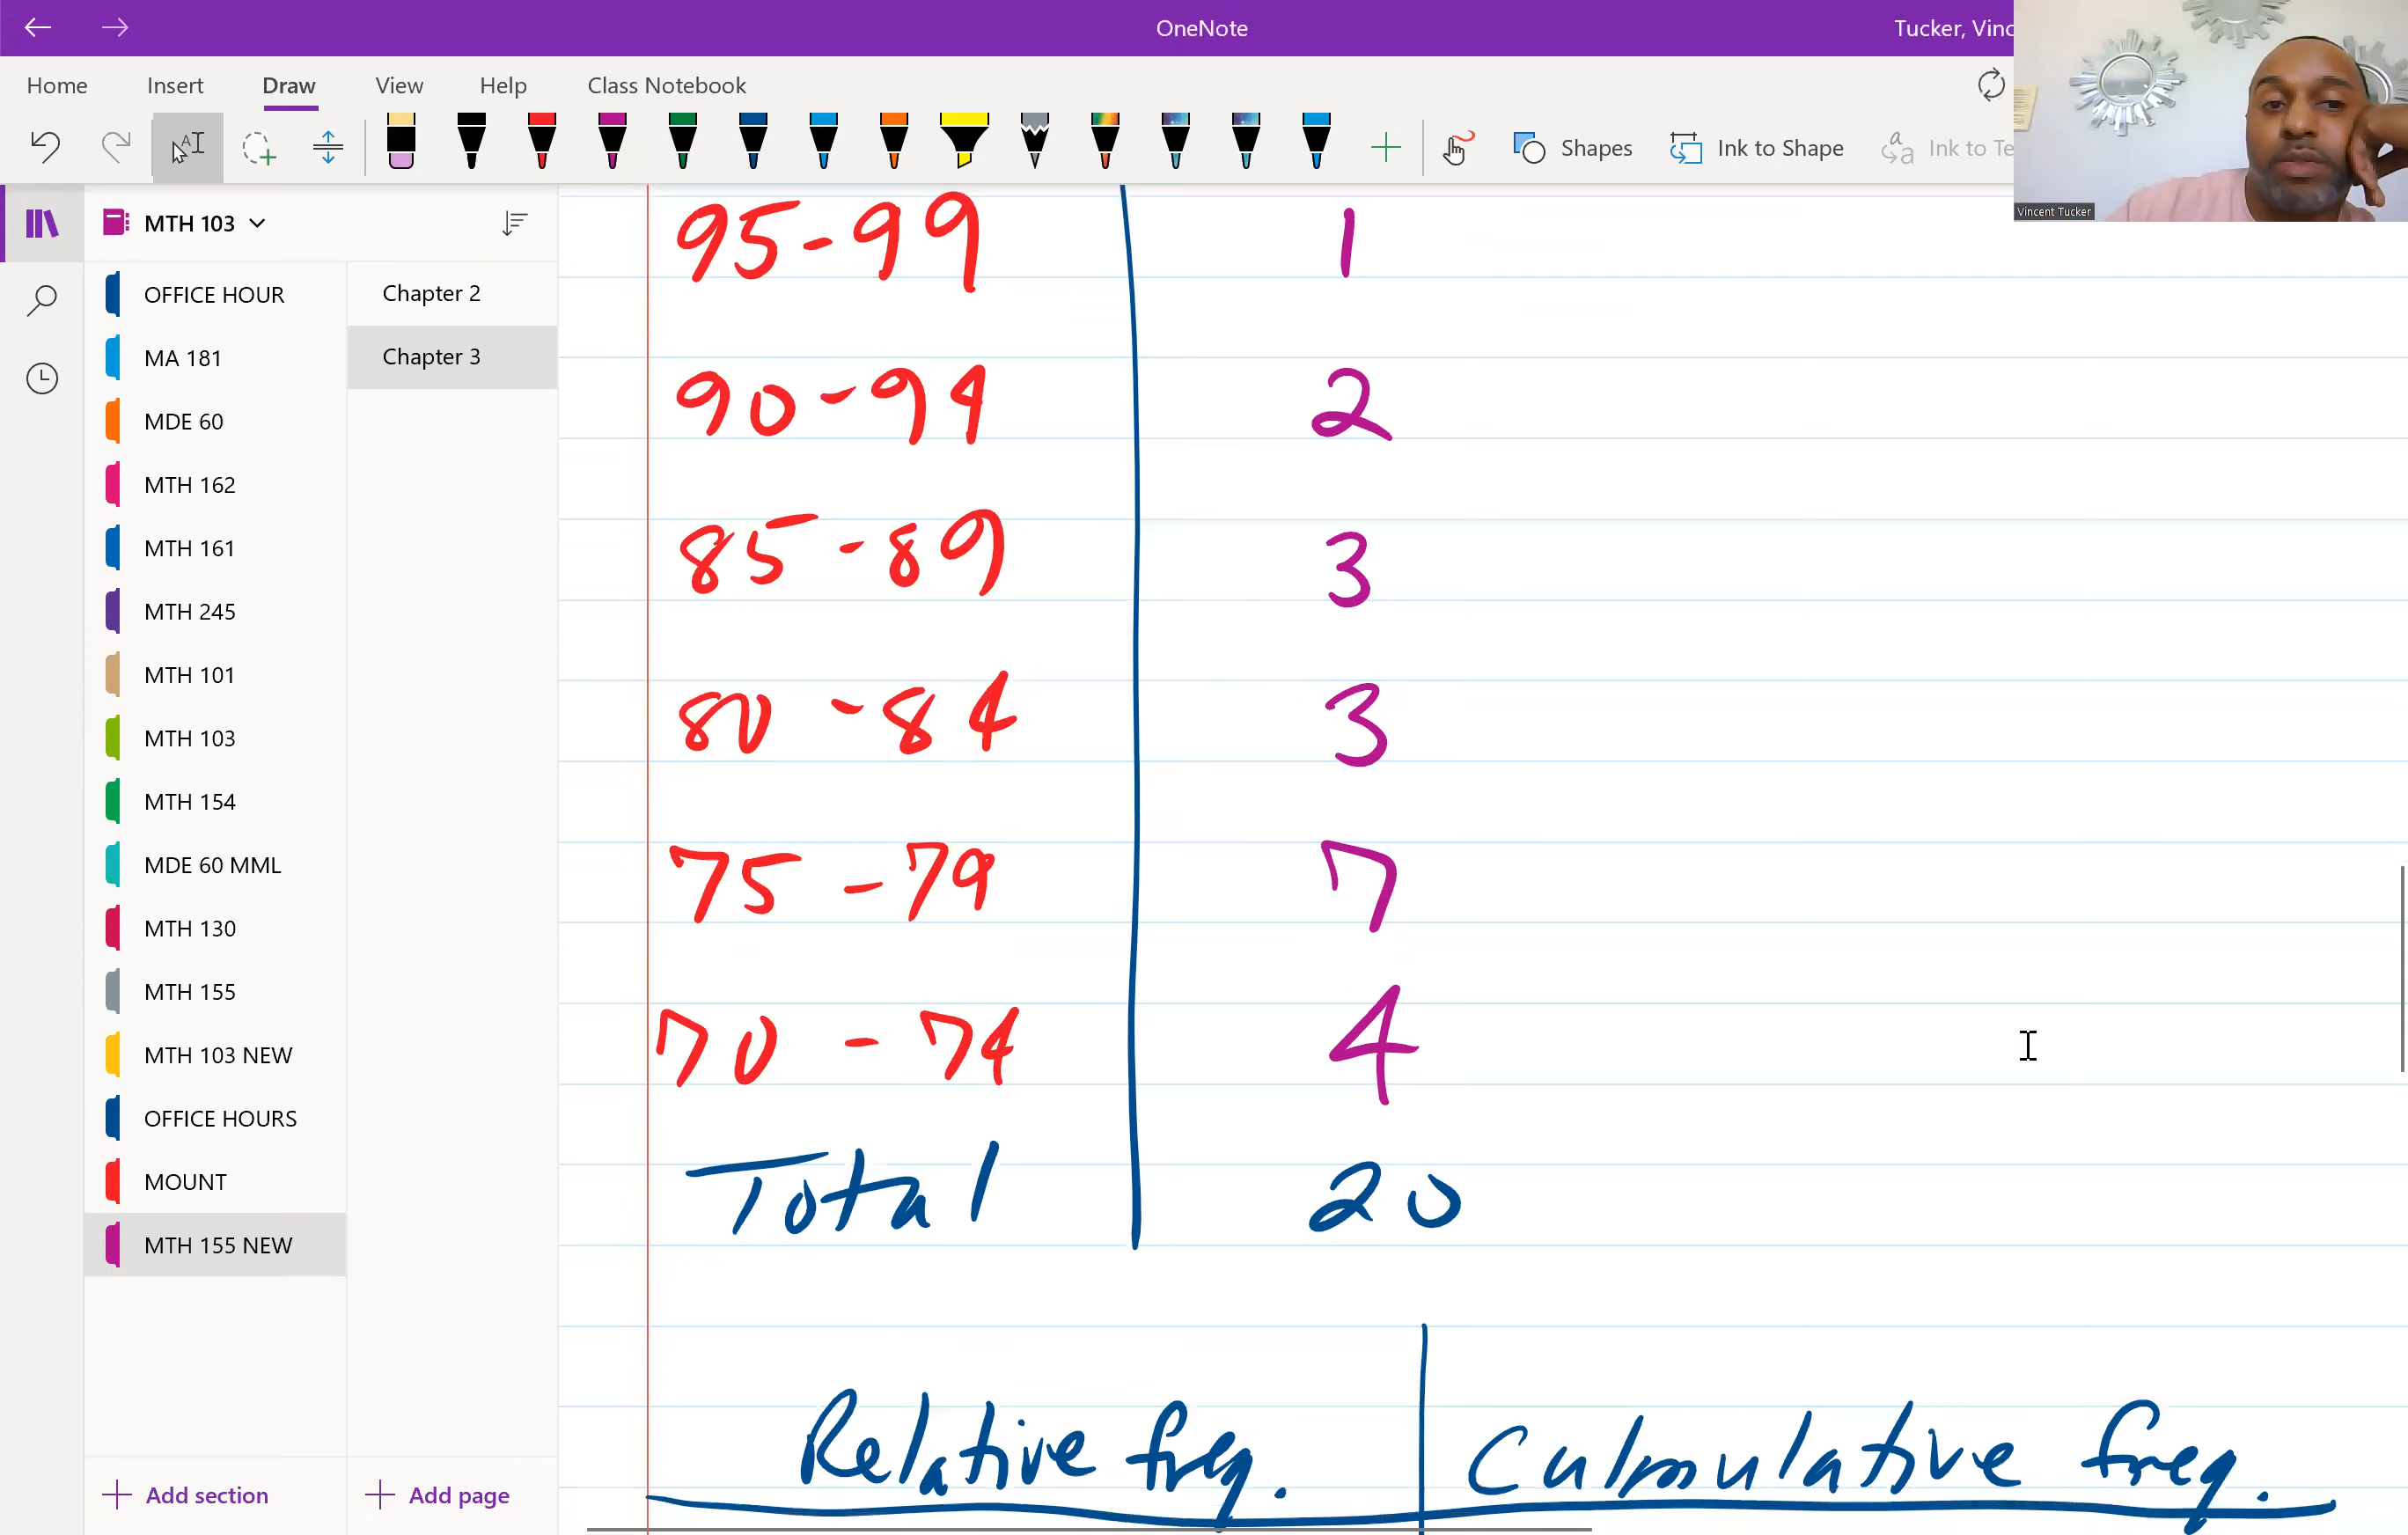 OneNote
Tucker, Vinc
Home Insert Draw View Help Class Notebook
Shapes Ink to Shape Ink to Te
Vincent Tucker
MTH 103
OFFICE HOUR
MA 181
MDE 60
MTH 162
MTH 161
MTH 245
MTH 101
MTH 103
MTH 154
MDE 60 MML
MTH 130
MTH 155
MTH 103 NEW
OFFICE HOURS
MOUNT
MTH 155 NEW
Add section
Chapter 2
Chapter 3
Add page
95-99 1
90-94 2
85-89 3
80-84 3
75-79 7
70-74 4
Total 20
Relative freq. Culmulative freq.